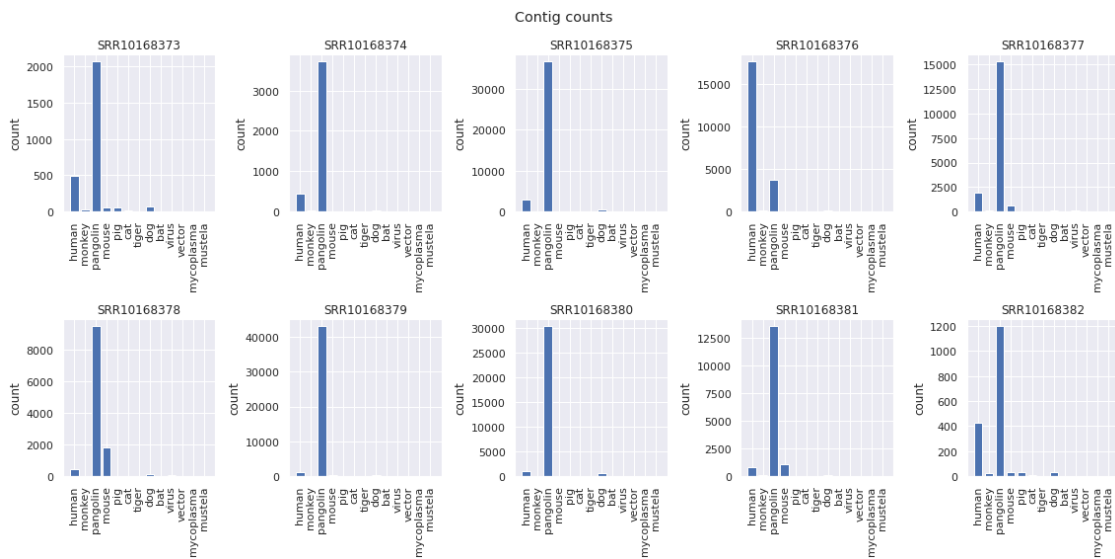 Contig counts
SRR10168373
SRR10168374
SRR10168375
SRR10168376
SRR10168377
count
2000
1500
1000
500
0
count
3000
2000
1000
0
count
30000
20000
10000
0
count
15000
10000
5000
0
count
15000
12500
10000
7500
5000
2500
0
human
monkey
pangolin
mouse
pig
cat
tiger
dog
bat
virus
vector
mycoplasma
mustela
human
monkey
pangolin
mouse
pig
cat
tiger
dog
bat
virus
vector
mycoplasma
mustela
human
monkey
pangolin
mouse
pig
cat
tiger
dog
bat
virus
vector
mycoplasma
mustela
human
monkey
pangolin
mouse
pig
cat
tiger
dog
bat
virus
vector
mycoplasma
mustela
human
monkey
pangolin
mouse
pig
cat
tiger
dog
bat
virus
vector
mycoplasma
mustela
SRR10168378
SRR10168379
SRR10168380
SRR10168381
SRR10168382
count
8000
6000
4000
2000
0
count
40000
30000
20000
10000
0
count
30000
25000
20000
15000
10000
5000
0
count
12500
10000
7500
5000
2500
0
count
1200
1000
800
600
400
200
0
human
monkey
pangolin
mouse
pig
cat
tiger
dog
bat
virus
vector
mycoplasma
mustela
human
monkey
pangolin
mouse
pig
cat
tiger
dog
bat
virus
vector
mycoplasma
mustela
human
monkey
pangolin
mouse
pig
cat
tiger
dog
bat
virus
vector
mycoplasma
mustela
human
monkey
pangolin
mouse
pig
cat
tiger
dog
bat
virus
vector
mycoplasma
mustela
human
monkey
pangolin
mouse
pig
cat
tiger
dog
bat
virus
vector
mycoplasma
mustela